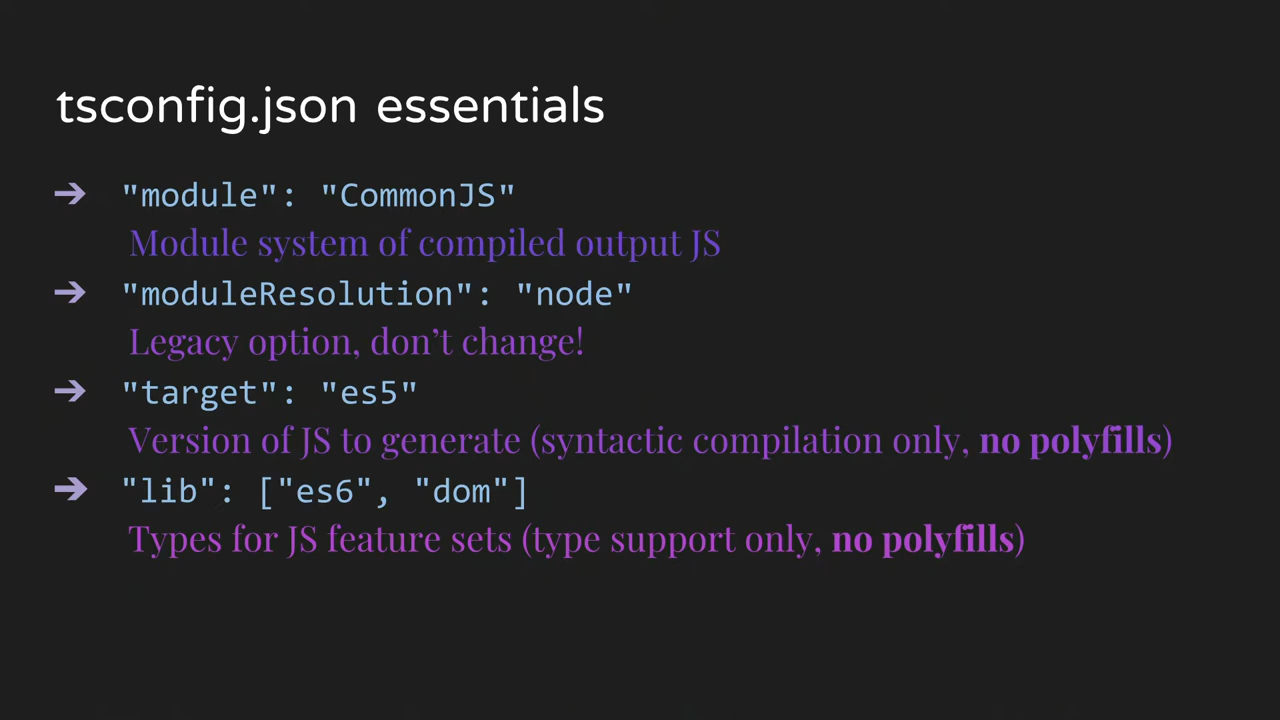 tsconfig.json essentials
➔ "module": "CommonJS"
Module system of compiled output JS
➔ "moduleResolution": "node"
Legacy option, don’t change!
➔ "target": "es5"
Version of JS to generate (syntactic compilation only, no polyfills)
➔ "lib": ["es6", "dom"]
Types for JS feature sets (type support only, no polyfills)